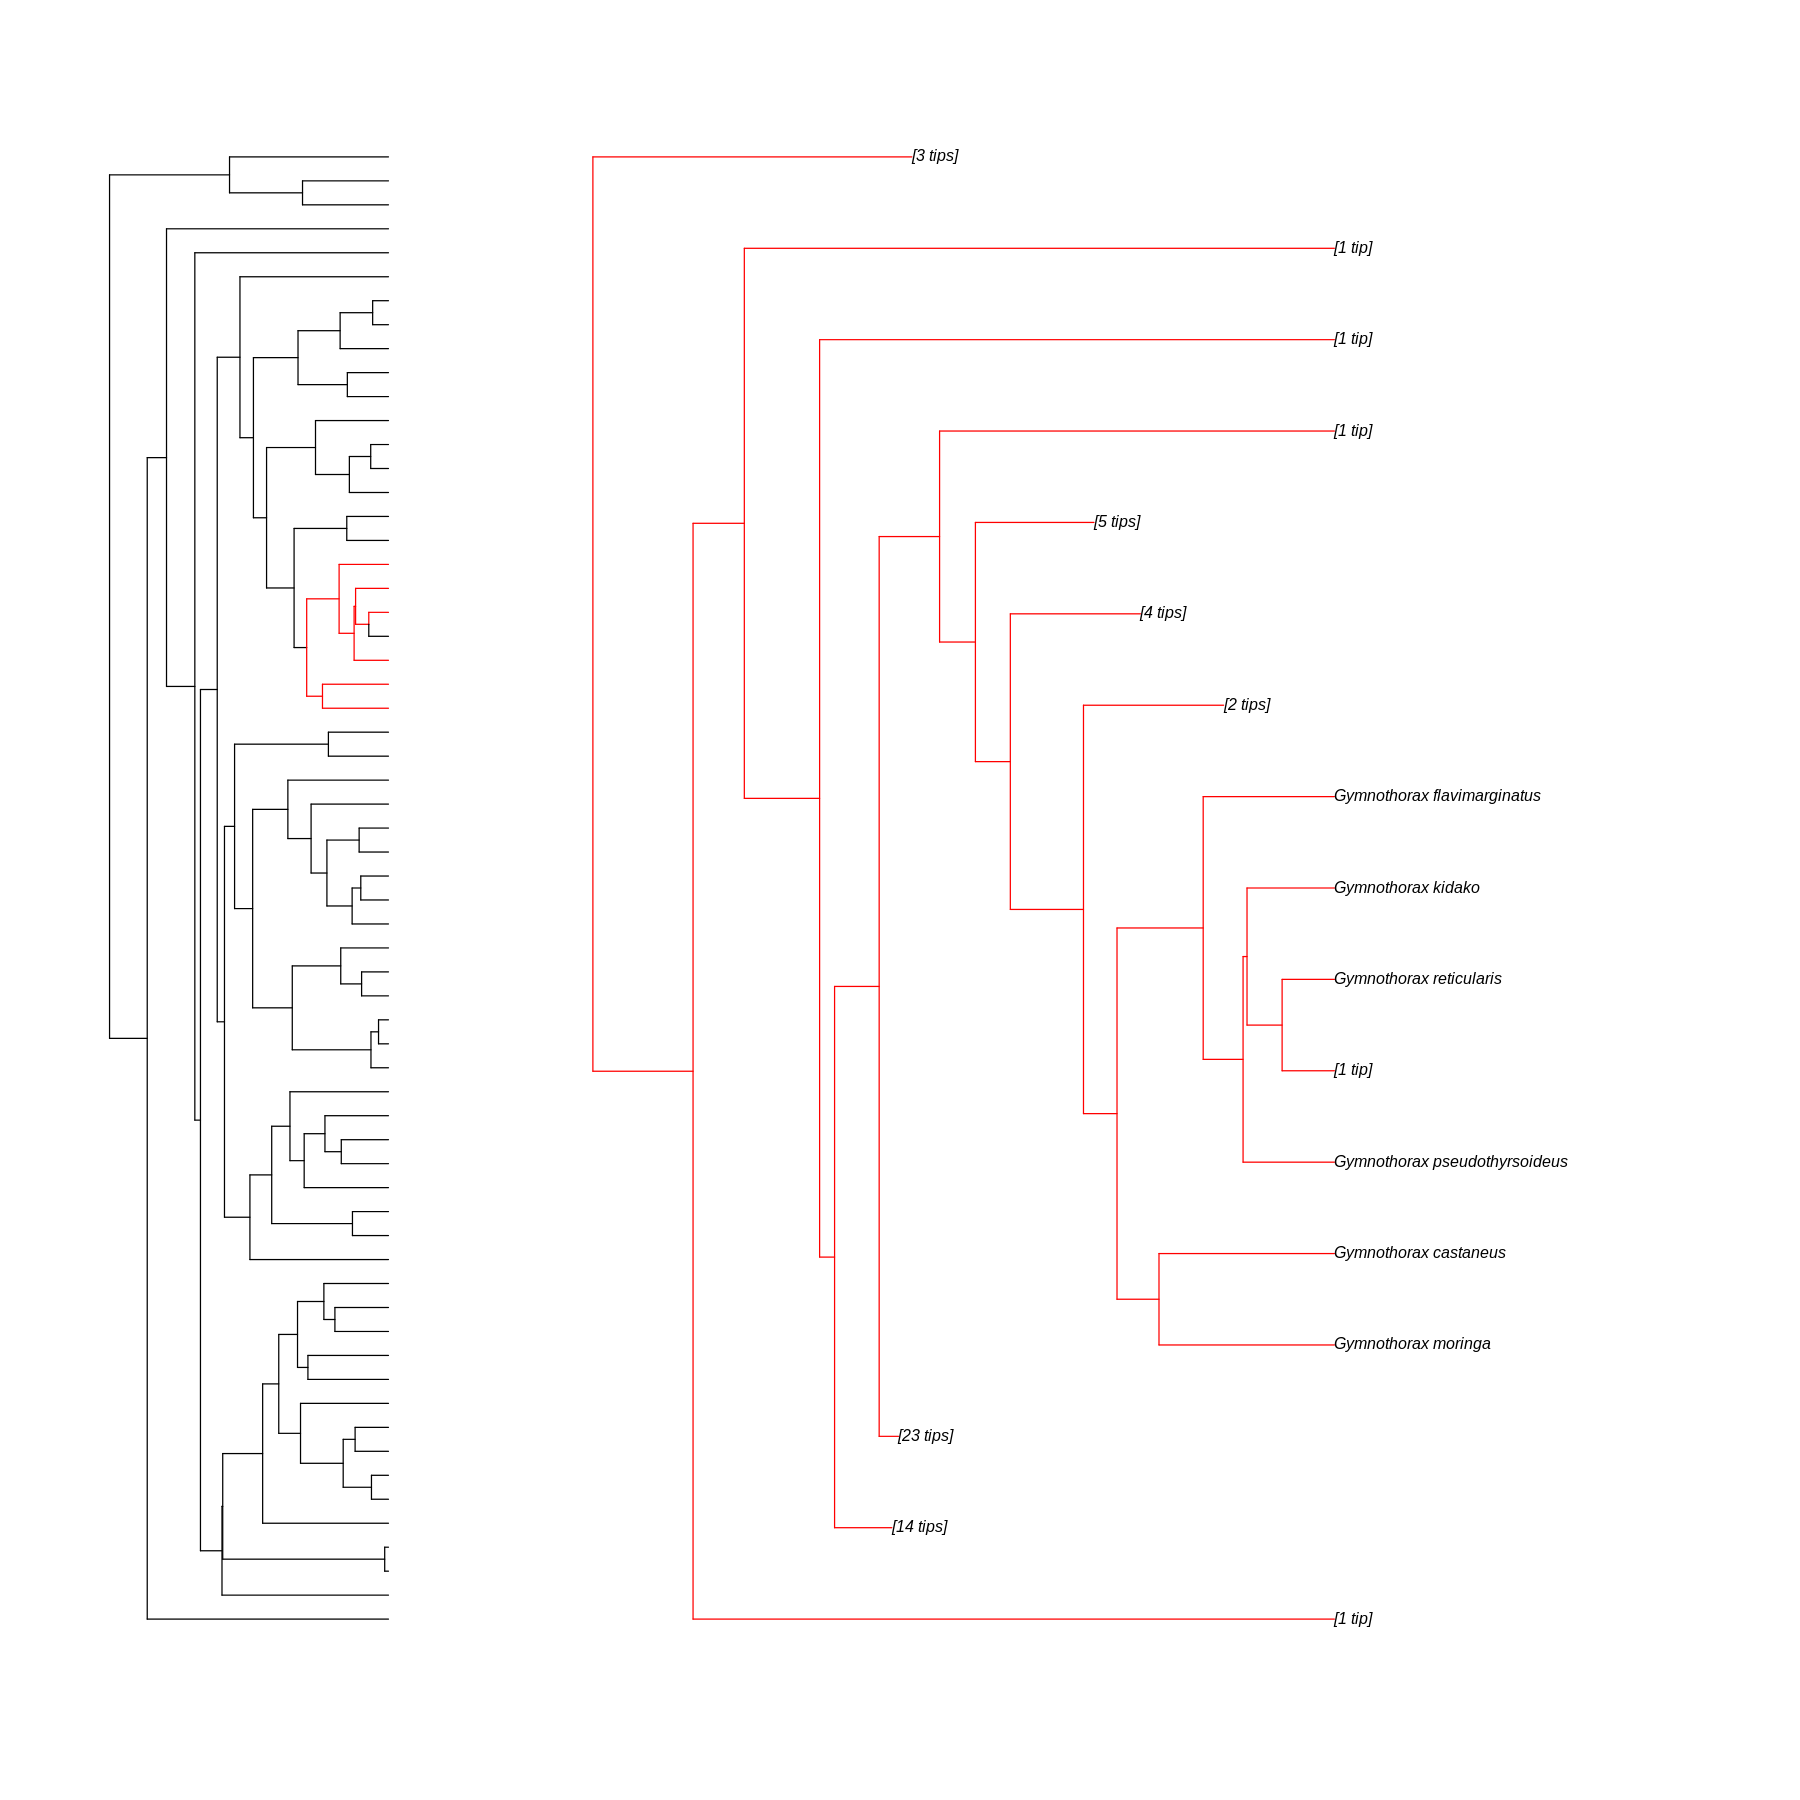 [3 tips]
[1 tip]
[1 tip]
[1 tip]
[5 tips]
[4 tips]
[2 tips]
Gymnothorax flavimarginatus
Gymnothorax kidako
Gymnothorax reticularis
[1 tip]
Gymnothorax pseudothyrsoideus
Gymnothorax castaneus
Gymnothorax moringa
[23 tips]
[14 tips]
[1 tip]